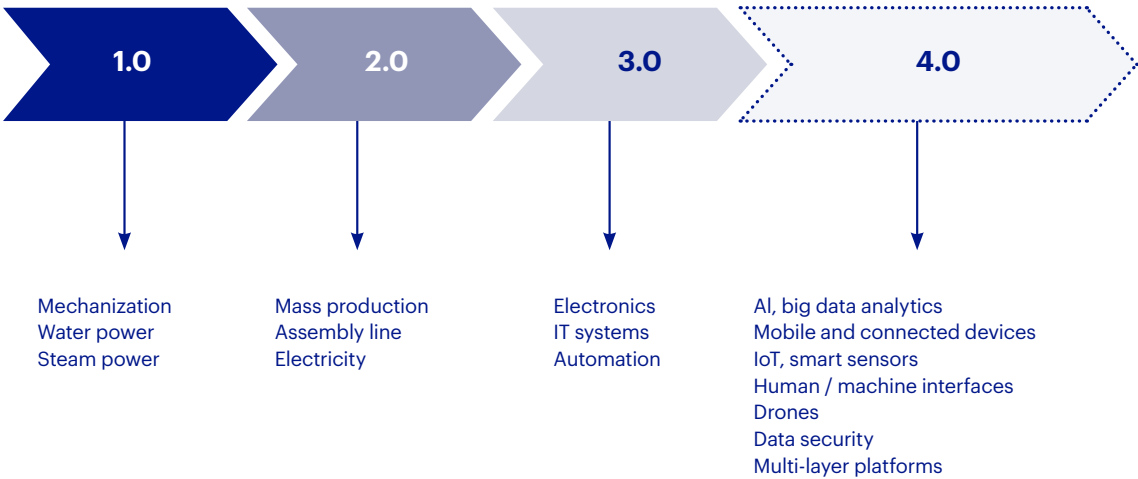 1.0
2.0
3.0
4.0
Mechanization
Water power
Steam power
Mass production
Assembly line
Electricity
Electronics
IT systems
Automation
AI, big data analytics
Mobile and connected devices
IoT, smart sensors
Human / machine interfaces
Drones
Data security
Multi-layer platforms